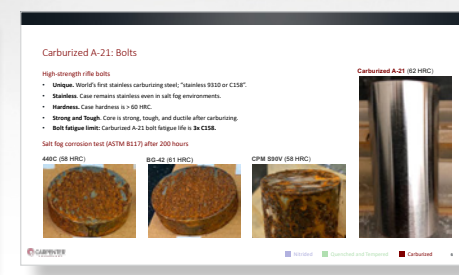 Carburized A-21: Bolts
High-strength rifle bolts
• Unique. World's first stainless carburizing steel; "stainless 9310 or C158".
• Stainless. Case remains stainless even in salt fog environments.
• Hardness. Case hardness is > 60 HRC.
• Strong and Tough. Core is strong, tough, and ductile after carburizing.
• Bolt fatigue limit: Carburized A-21 bolt fatigue life is 3x C158.
Salt fog corrosion test (ASTM B117) after 200 hours
Carburized A-21 (62 HRC)
440C (58 HRC)
BG-42 (61 HRC)
CPM S90V (58 HRC)
CARPENTER
Nitrided
Quenched and Tempered
Carburized